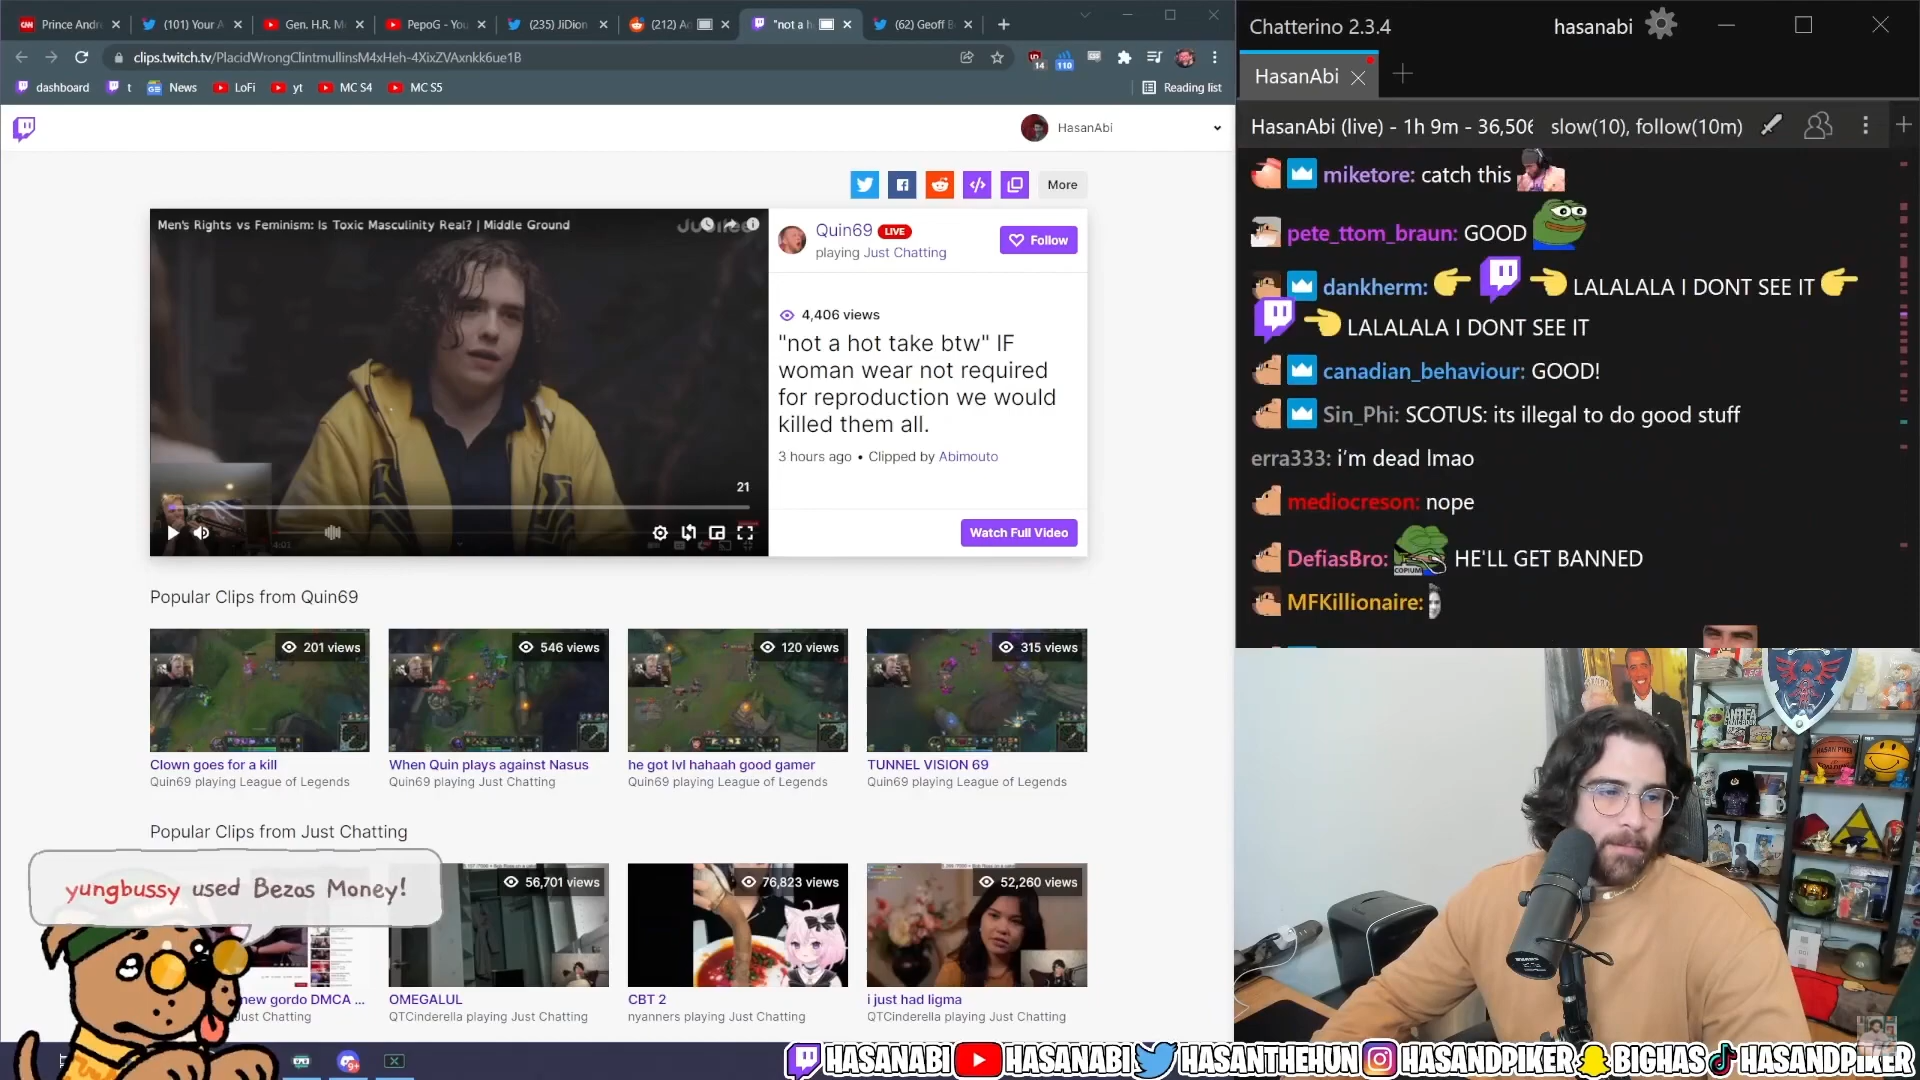 Prince Andr
(101) Your A
Gen. H.R. M
PepoG - You
(235) JiDion
(212) Ac
"not a h
(62) Geoff B
clips.twitch.tv/PlacidWrongClintmullinsM4xHeh-4XixZVAxnkk6ue1B
14
110
dashboard
t
News
LoFi
yt
MC S4
MC S5
Reading list
HasanAbi
More
Men's Rights vs Feminism: Is Toxic Masculinity Real? | Middle Ground
21
Quin69 LIVE
playing Just Chatting
Follow
4,406 views
"not a hot take btw" IF
woman wear not required
for reproduction we would
killed them all.
3 hours ago • Clipped by Abimouto
Watch Full Video
Popular Clips from Quin69
201 views
546 views
120 views
315 views
Clown goes for a kill
Quin69 playing League of Legends
When Quin plays against Nasus
Quin69 playing Just Chatting
he got lvl hahaah good gamer
Quin69 playing League of Legends
TUNNEL VISION 69
Quin69 playing League of Legends
Popular Clips from Just Chatting
yungbussy used Bezos Money!
56,701 views
76,823 views
52,260 views
new gordo DMCA ...
Just Chatting
OMEGALUL
QTCinderella playing Just Chatting
CBT 2
nyanners playing Just Chatting
i just had ligma
QTCinderella playing Just Chatting
Chatterino 2.3.4
hasanabi
HasanAbi
HasanAbi (live) - 1h 9m - 36,506
slow(10), follow(10m)
miketore: catch this
pete_ttom_braun: GOOD
dankherm: LALALALA I DONT SEE IT
LALALALA I DONT SEE IT
canadian_behaviour: GOOD!
Sin_Phi: SCOTUS: its illegal to do good stuff
erra333: i'm dead lmao
mediocreson: nope
DefiasBro: COPIUM HE'LL GET BANNED
MFKillionaire:
ANTIFA
HASANABI
HASANABI
HASANTHEHUN
HASANDPIKER
BIGHAS
HASANDPIKER